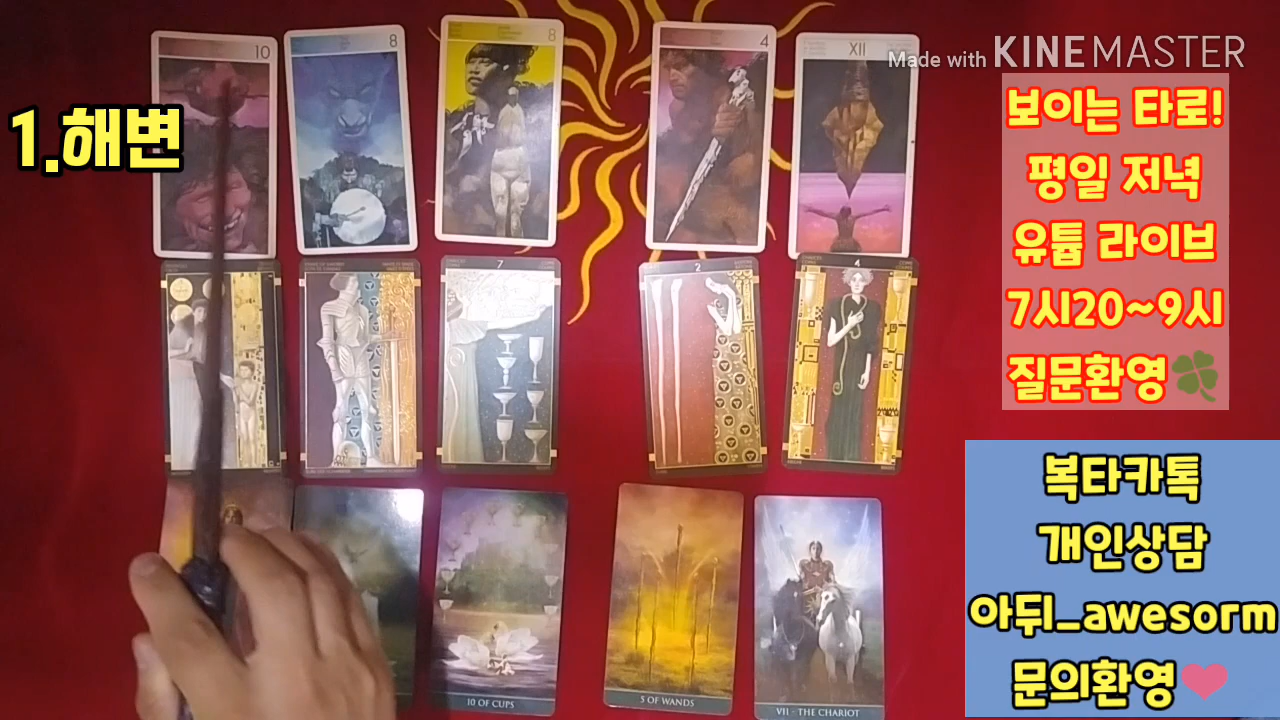 Made with KINEMASTER
1.해변
보이는 타로!
평일 저녁
유튭 라이브
7시20~9시
질문환영
복타카톡
개인상담
아뒤_awesorm
문의환영
10
8
8
4
XII
7
2
4
10 OF CUPS
5 OF WANDS
VII - THE CHARIOT